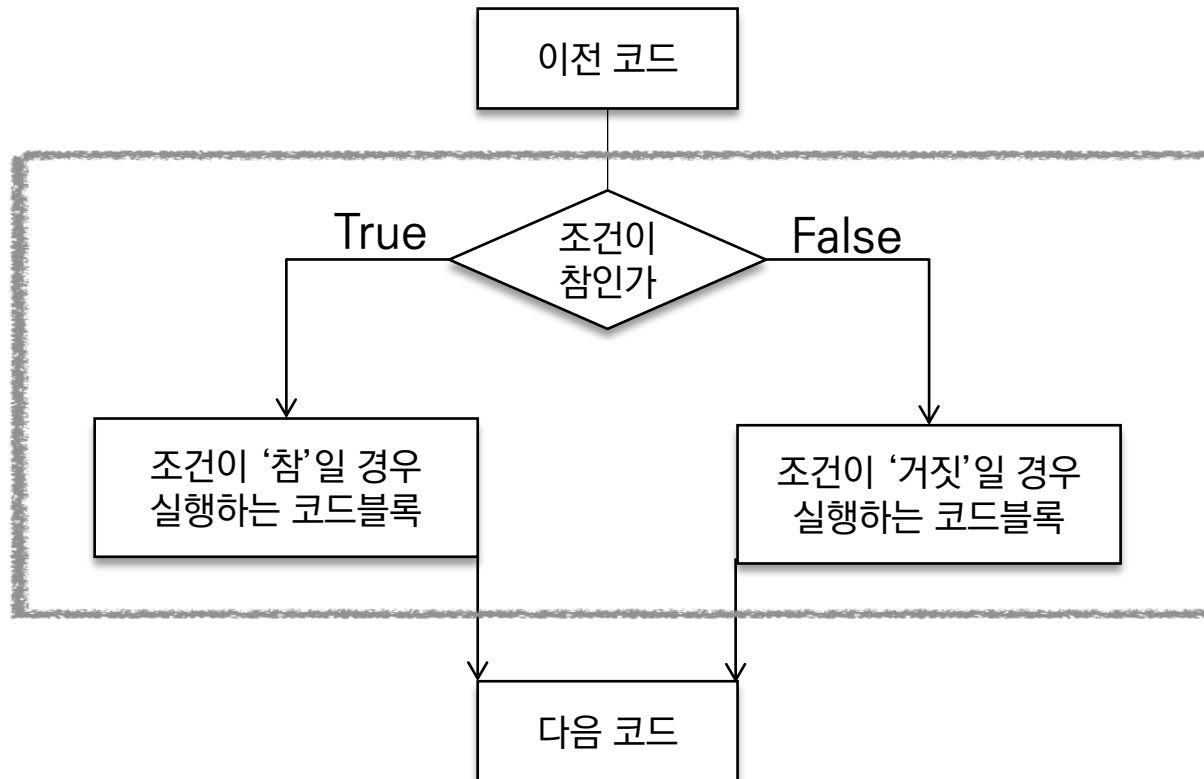 이전 코드
True
조건이
참인가
False
조건이 ‘참’일 경우
실행하는 코드블록
조건이 ‘거짓’일 경우
실행하는 코드블록
다음 코드